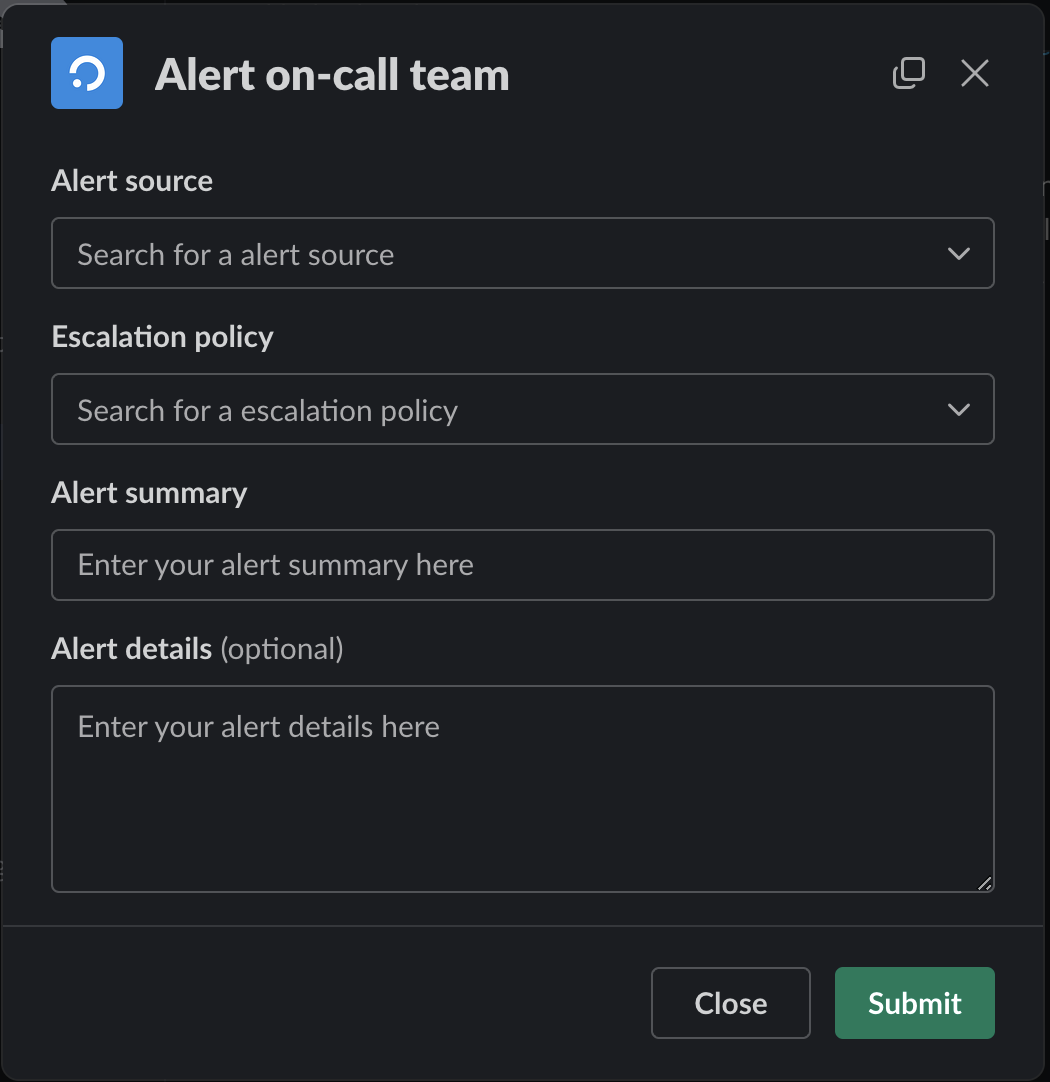 Alert on-call team
Alert source
Search for a alert source
Escalation policy
Search for a escalation policy
Alert summary
Enter your alert summary here
Alert details (optional)
Enter your alert details here
Close
Submit